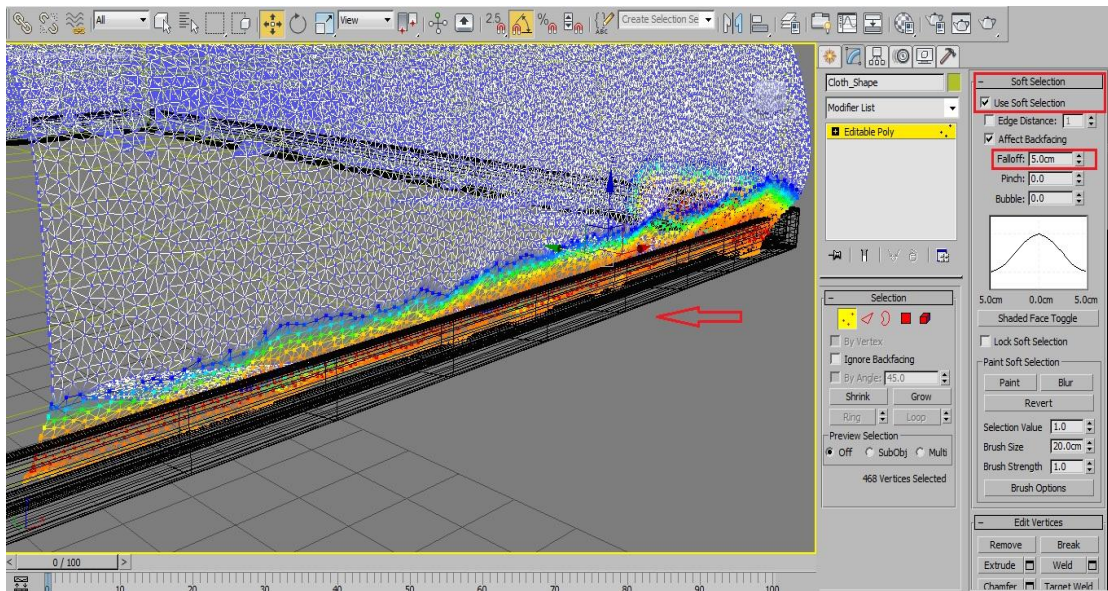 All
View
2.5
%
ABC
Create Selection Se
Cloth_Shape
Modifier List
Editable Poly
- Selection
By Vertex
Ignore Backfacing
By Angle: 45.0
Shrink Grow
Ring Loop
Preview Selection
Off SubObj Multi
468 Vertices Selected
- Soft Selection
Use Soft Selection
Edge Distance: 1
Affect Backfacing
Falloff: 5.0cm
Pinch: 0.0
Bubble: 0.0
5.0cm 0.0cm 5.0cm
Shaded Face Toggle
Lock Soft Selection
Paint Soft Selection
Paint Blur
Revert
Selection Value 1.0
Brush Size 20.0cm
Brush Strength 1.0
Brush Options
- Edit Vertices
Remove Break
Extrude Weld
Chamfer Target Weld
< 0 / 100 >
0 10 20 30 40 50 60 70 80 90 100